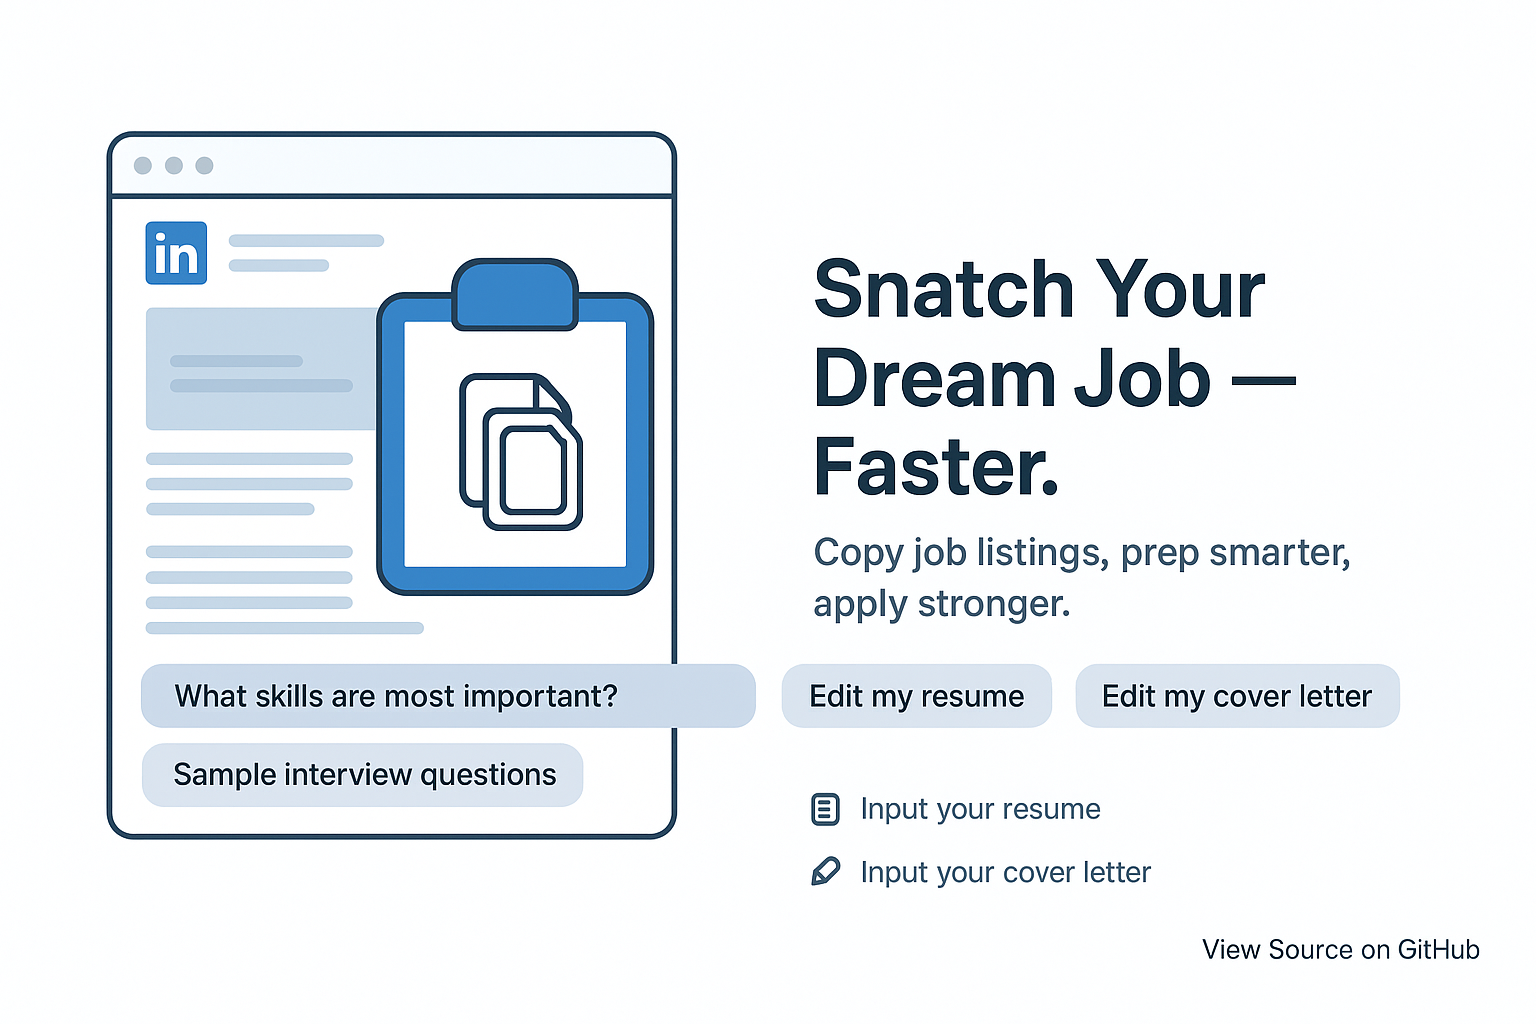 in
Snatch Your
Dream Job —
Faster.
Copy job listings, prep smarter,
apply stronger.
What skills are most important?
Edit my resume
Edit my cover letter
Sample interview questions
Input your resume
Input your cover letter
View Source on GitHub